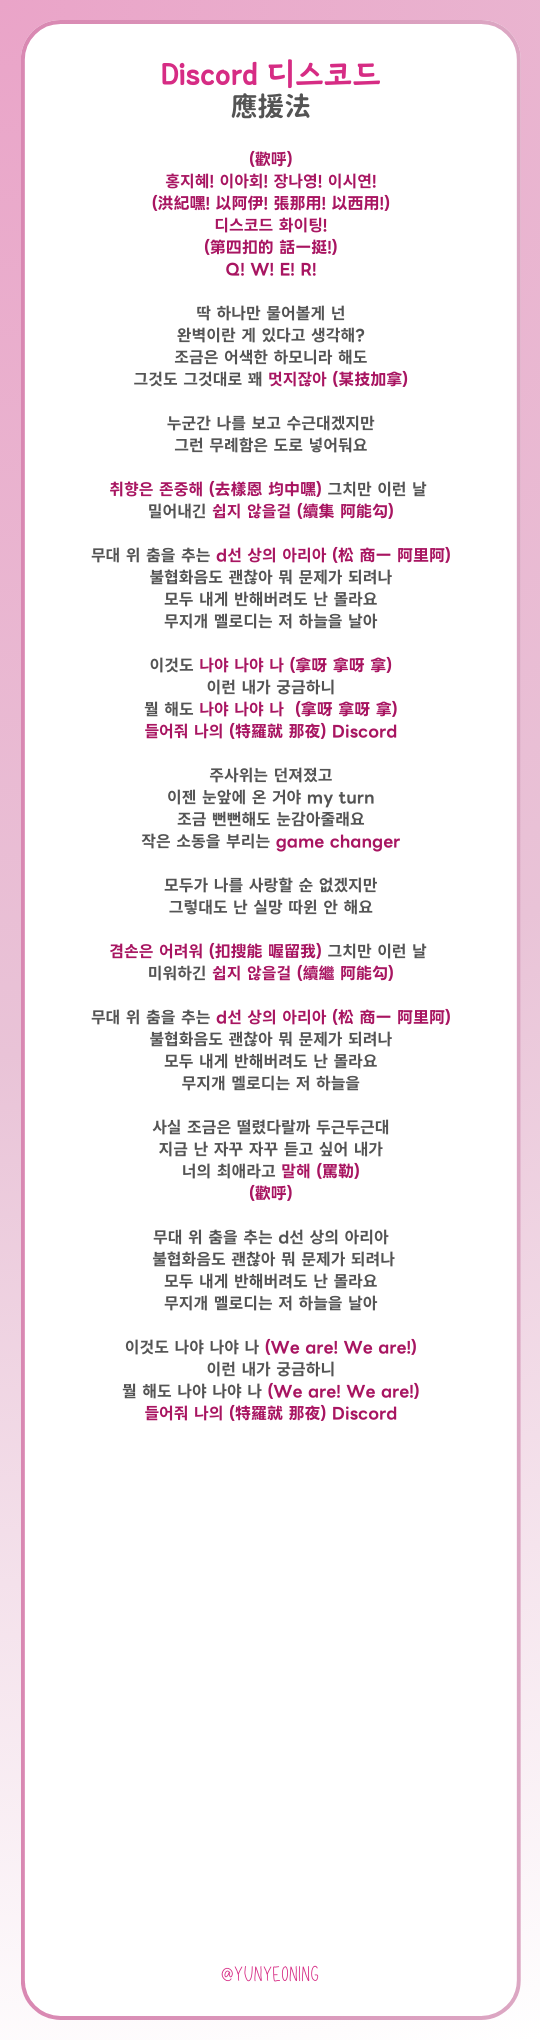 Discord 디스코드
應援法
(歡呼)
홍지혜! 이아희! 장나영! 이시연!
(洪紀嘿! 以阿伊! 張那用! 以西用!)
디스코드 화이팅!
(第四扣的 話一挺!)
Q! W! E! R!
딱 하나만 물어볼게 넌
완벽이란 게 있다고 생각해?
조금은 어색한 하모니라 해도
그것도 그것대로 꽤 멋지잖아 (某技加拿)
누군간 나를 보고 수근대겠지만
그런 무례함은 도로 넣어둬요
취향은 존중해 (去樣恩 均中嘿) 그치만 이런 날
밀어내긴 쉽지 않을걸 (續集 阿能勾)
무대 위 춤을 추는 d선 상의 아리아 (松 商一 阿里阿)
불협화음도 괜찮아 뭐 문제가 되려나
모두 내게 반해버려도 난 몰라요
무지개 멜로디는 저 하늘을 날아
이것도 나야 나야 나 (拿呀 拿呀 拿)
이런 내가 궁금하니
뭘 해도 나야 나야 나 (拿呀 拿呀 拿)
들어줘 나의 (特羅就 那夜) Discord
주사위는 던져졌고
이젠 눈앞에 온 거야 my turn
조금 뻔뻔해도 눈감아줄래요
작은 소동을 부리는 game changer
모두가 나를 사랑할 순 없겠지만
그렇대도 난 실망 따윈 안 해요
겸손은 어려워 (扣搜能 喔留我) 그치만 이런 날
미워하긴 쉽지 않을걸 (續繼 阿能勾)
무대 위 춤을 추는 d선 상의 아리아 (松 商一 阿里阿)
불협화음도 괜찮아 뭐 문제가 되려나
모두 내게 반해버려도 난 몰라요
무지개 멜로디는 저 하늘을
사실 조금은 떨렸다랄까 두근두근대
지금 난 자꾸 자꾸 듣고 싶어 내가
너의 최애라고 말해 (罵勒)
(歡呼)
무대 위 춤을 추는 d선 상의 아리아
불협화음도 괜찮아 뭐 문제가 되려나
모두 내게 반해버려도 난 몰라요
무지개 멜로디는 저 하늘을 날아
이것도 나야 나야 나 (We are! We are!)
이런 내가 궁금하니
뭘 해도 나야 나야 나 (We are! We are!)
들어줘 나의 (特羅就 那夜) Discord
@YUNYEONING